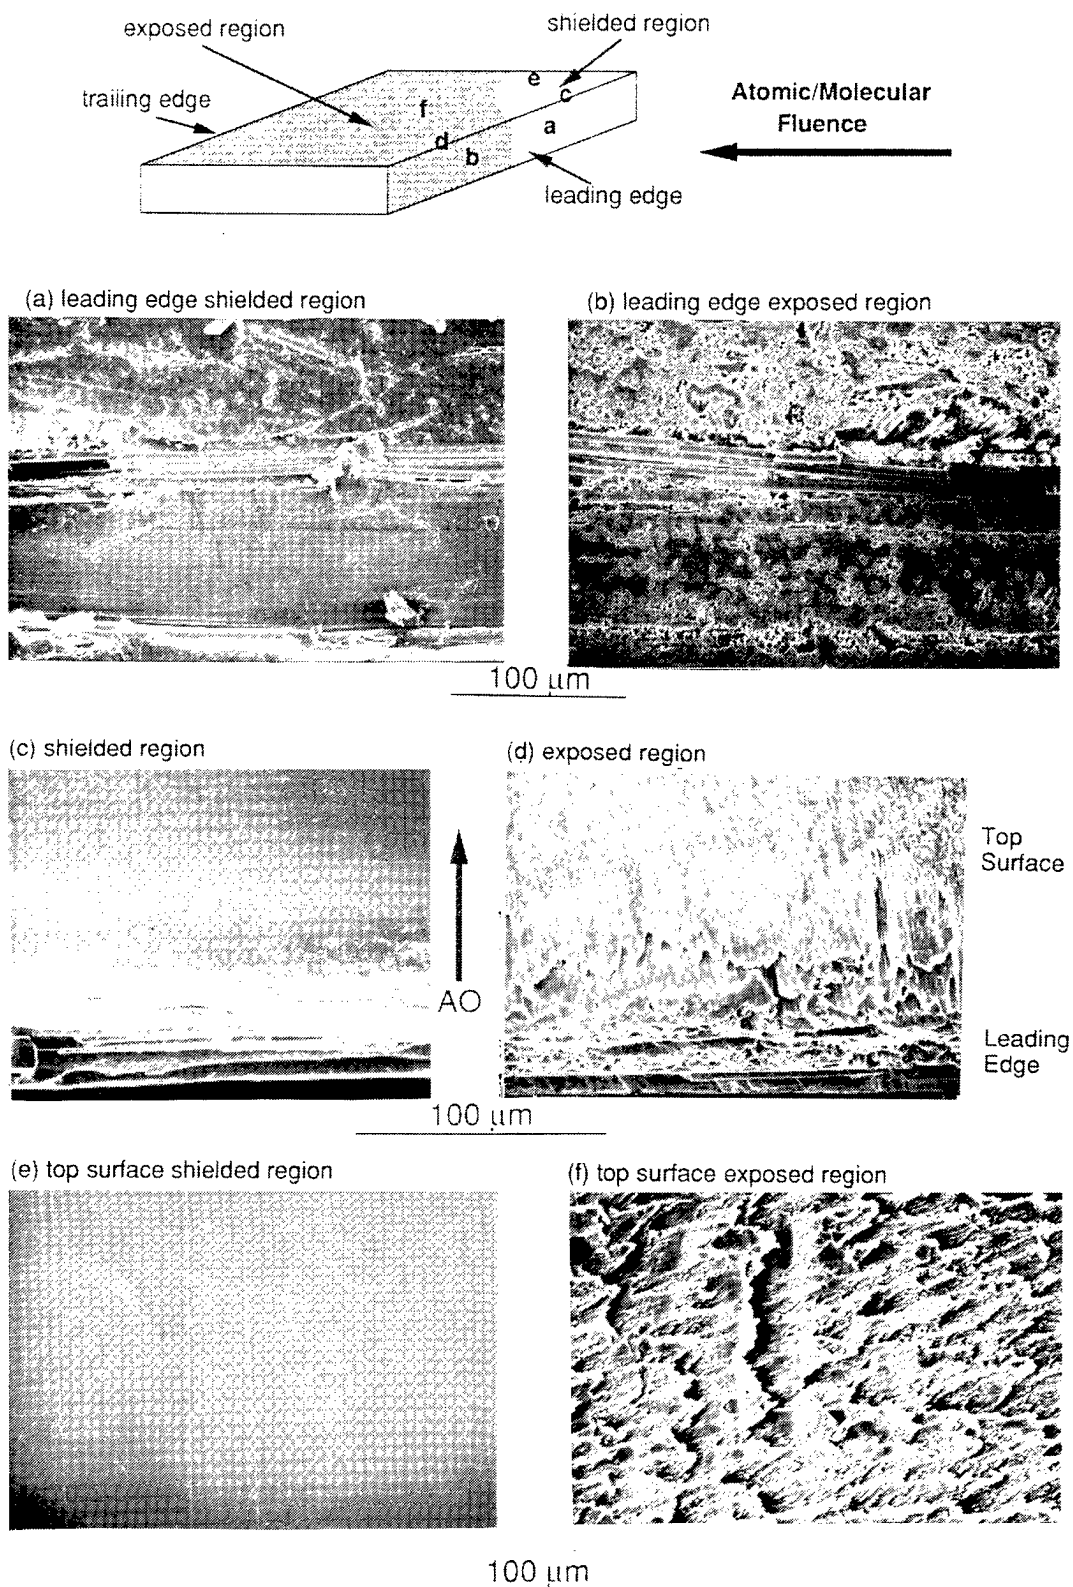 exposed region
shielded region
trailing edge
e
c
f
a
d
b
Atomic/Molecular
Fluence
leading edge
(a) leading edge shielded region
(b) leading edge exposed region
100 μm
(c) shielded region
(d) exposed region
AO
Top
Surface
Leading
Edge
100 μm
(e) top surface shielded region
(f) top surface exposed region
100 μm